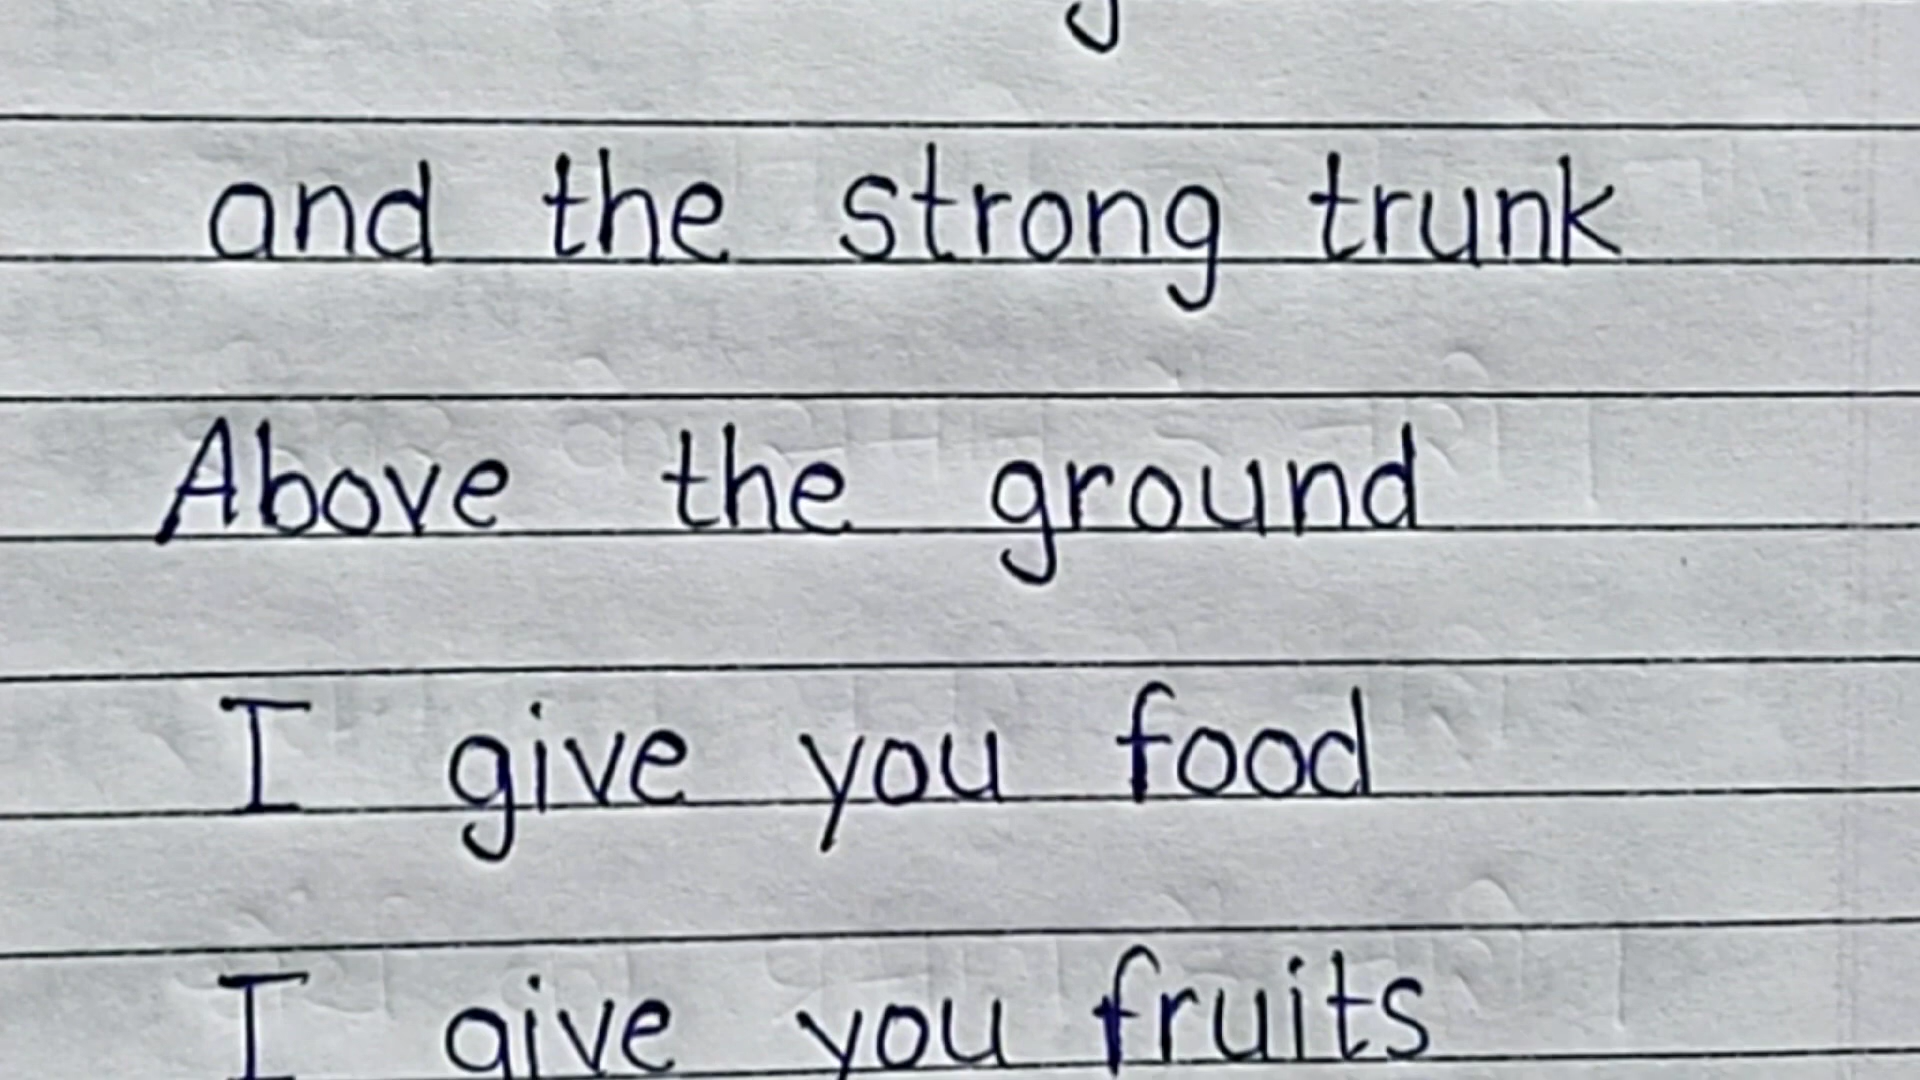 and the strong trunk
Above the ground
I give you food
I give you fruits